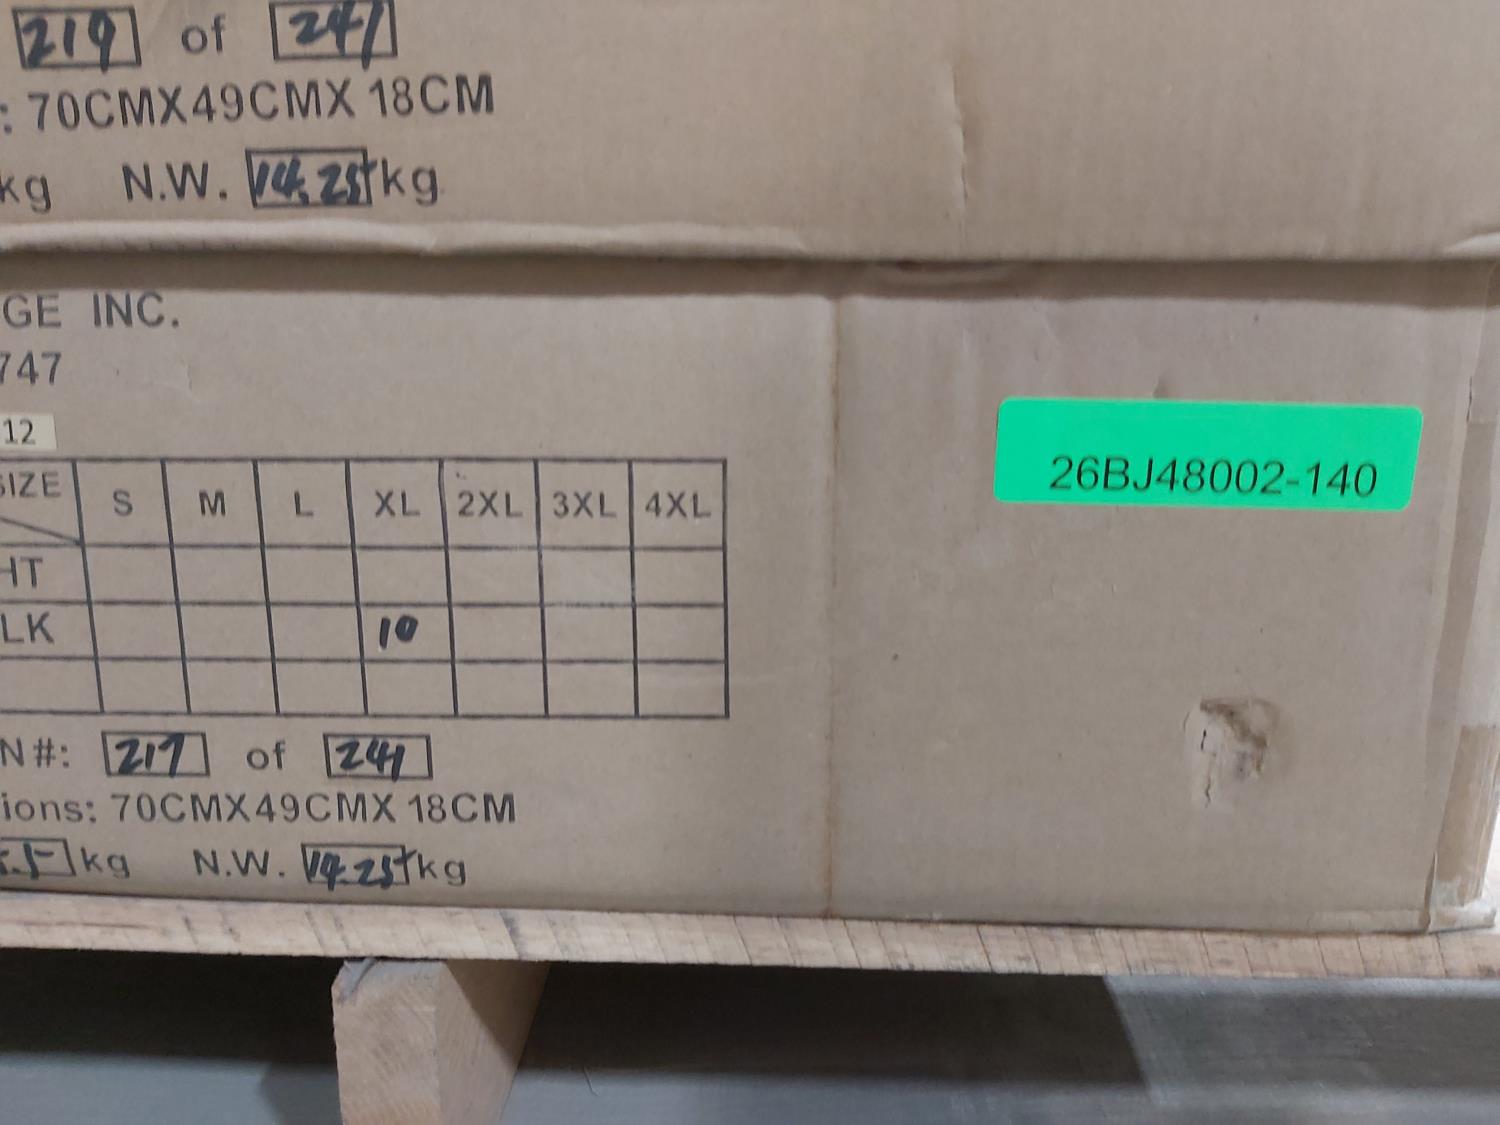 219 of 241
: 70CMX49CMX 18CM
kg N.W. 14.25 kg
GE INC.
747
12
SIZE S M L XL 2XL 3XL 4XL
HT
LK 10
26BJ48002-140
N#: 217 of 241
ions: 70CMX49CMX 18CM
.5 kg N.W. 14.25 kg